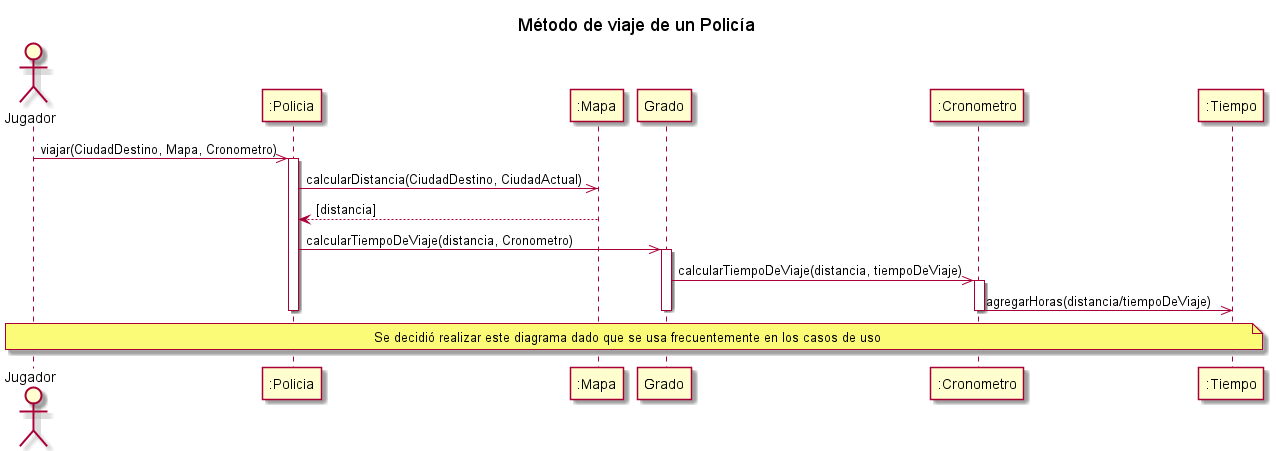 Método de viaje de un Policía
Jugador
:Policia
:Mapa
Grado
:Cronometro
:Tiempo
viajar(CiudadDestino, Mapa, Cronometro)
calcularDistancia(CiudadDestino, CiudadActual)
[distancia]
calcularTiempoDeViaje(distancia, Cronometro)
calcularTiempoDeViaje(distancia, tiempoDeViaje)
agregarHoras(distancia/tiempoDeViaje)
Se decidió realizar este diagrama dado que se usa frecuentemente en los casos de uso
Jugador
:Policia
:Mapa
Grado
:Cronometro
:Tiempo